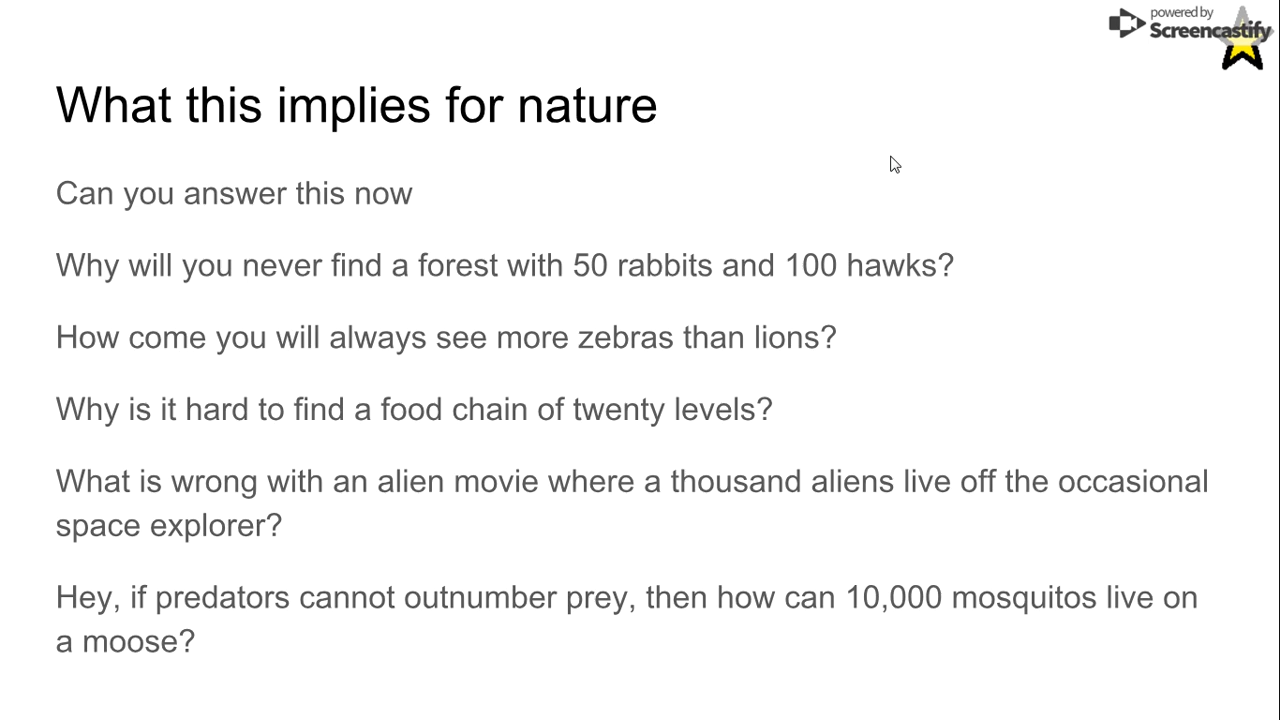 powered by
Screencastify
What this implies for nature
Can you answer this now
Why will you never find a forest with 50 rabbits and 100 hawks?
How come you will always see more zebras than lions?
Why is it hard to find a food chain of twenty levels?
What is wrong with an alien movie where a thousand aliens live off the occasional
space explorer?
Hey, if predators cannot outnumber prey, then how can 10,000 mosquitos live on
a moose?